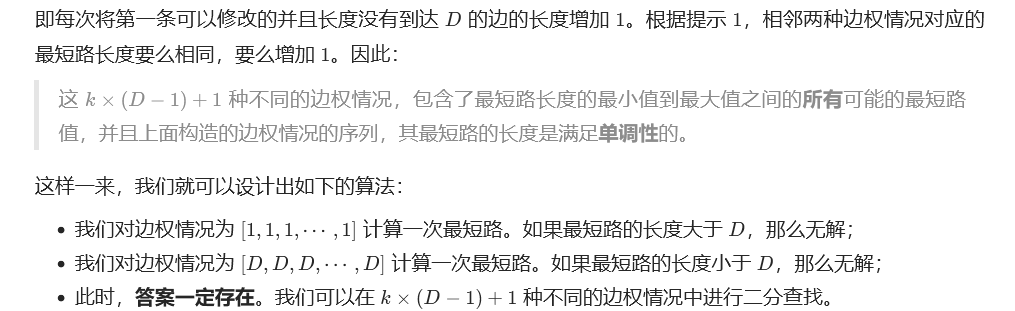 即每次将第一条可以修改的并且长度没有到达 D 的边的长度增加 1。根据提示 1，相邻两种边权情况对应的
最短路长度要么相同，要么增加 1。因此：
这 k × (D − 1) + 1 种不同的边权情况，包含了最短路长度的最小值到最大值之间的所有可能的最短路
值，并且上面构造的边权情况的序列，其最短路的长度是满足单调性的。
这样一来，我们就可以设计出如下的算法：
• 我们对边权情况为 [1, 1, 1, ⋯ , 1] 计算一次最短路。如果最短路的长度大于 D，那么无解；
• 我们对边权情况为 [D, D, D, ⋯ , D] 计算一次最短路。如果最短路的长度小于 D，那么无解；
• 此时，答案一定存在。我们可以在 k × (D − 1) + 1 种不同的边权情况中进行二分查找。